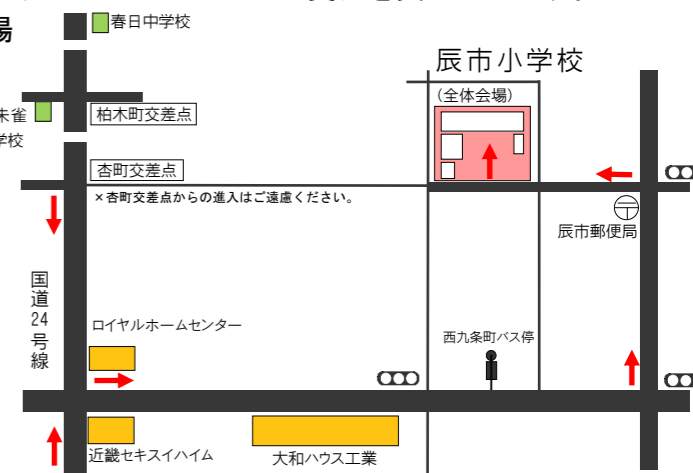 場
春日中学校
辰市小学校
(全体会場)
朱雀
学校
柏木町交差点
杏町交差点
×杏町交差点からの進入はご遠慮ください。
〒
辰市郵便局
国道24号線
ロイヤルホームセンター
西九条町バス停
近畿セキスイハイム
大和ハウス工業